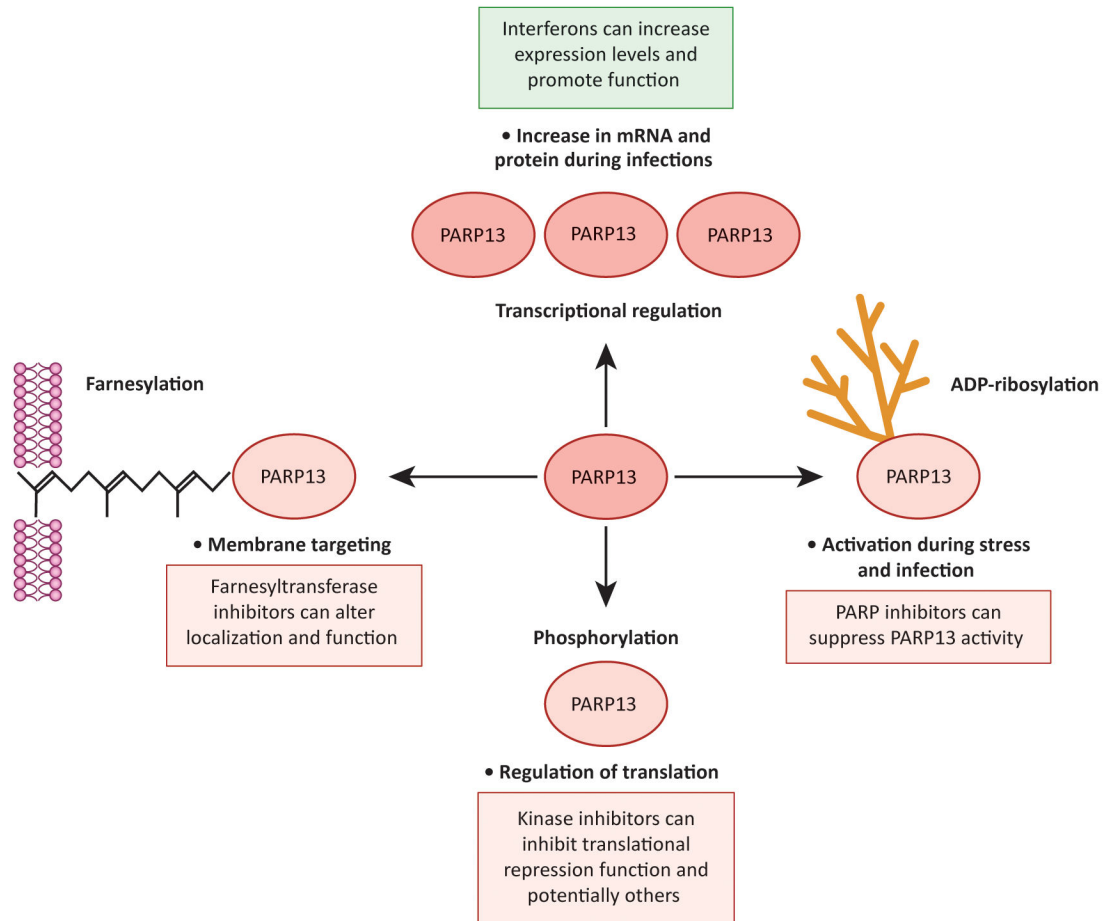 Interferons can increase
expression levels and
promote function
• Increase in mRNA and
protein during infections
PARP13
PARP13
PARP13
Transcriptional regulation
Farnesylation
ADP-ribosylation
PARP13
PARP13
PARP13
• Membrane targeting
Farnesyltransferase
inhibitors can alter
localization and function
• Activation during stress
and infection
PARP inhibitors can
suppress PARP13 activity
Phosphorylation
PARP13
• Regulation of translation
Kinase inhibitors can
inhibit translational
repression function and
potentially others